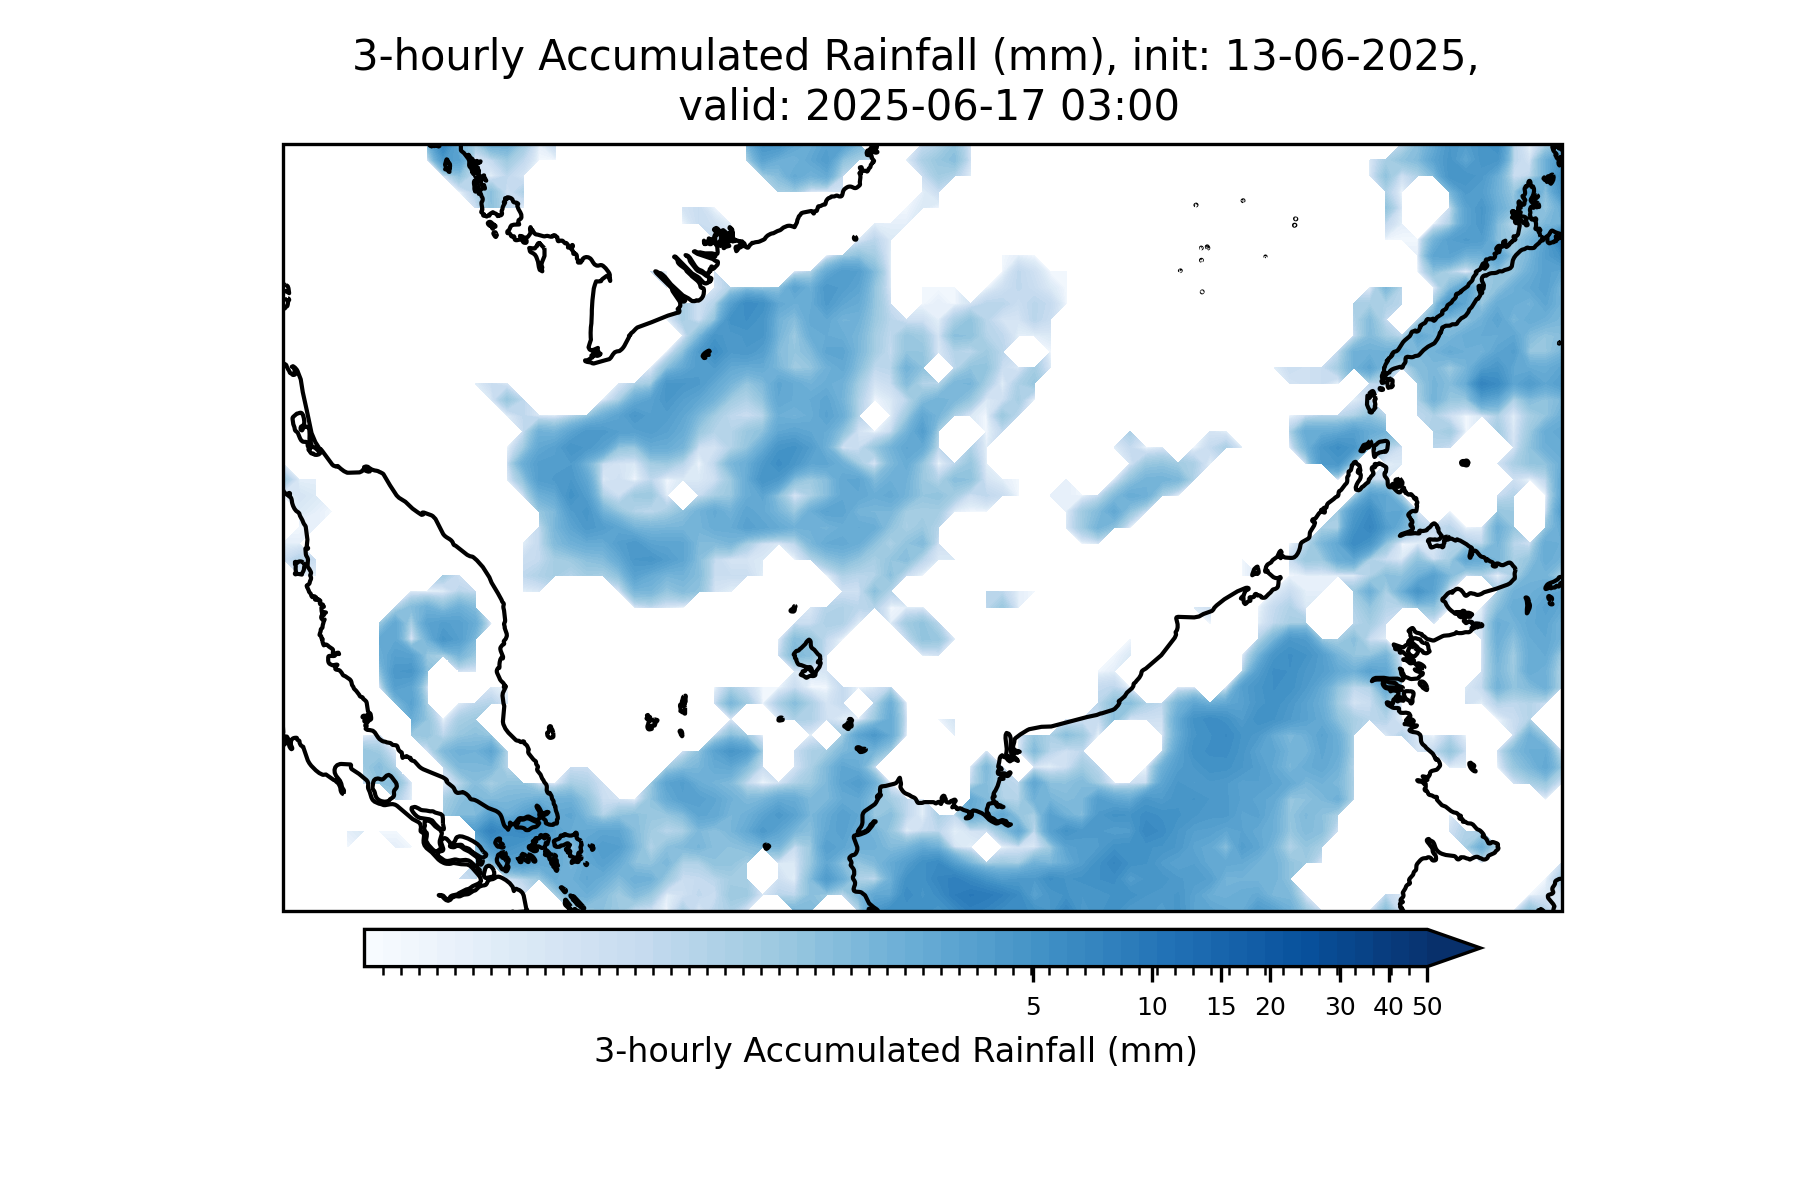 3-hourly Accumulated Rainfall (mm), init: 13-06-2025,
valid: 2025-06-17 03:00
5 10 15 20 30 40 50
3-hourly Accumulated Rainfall (mm)